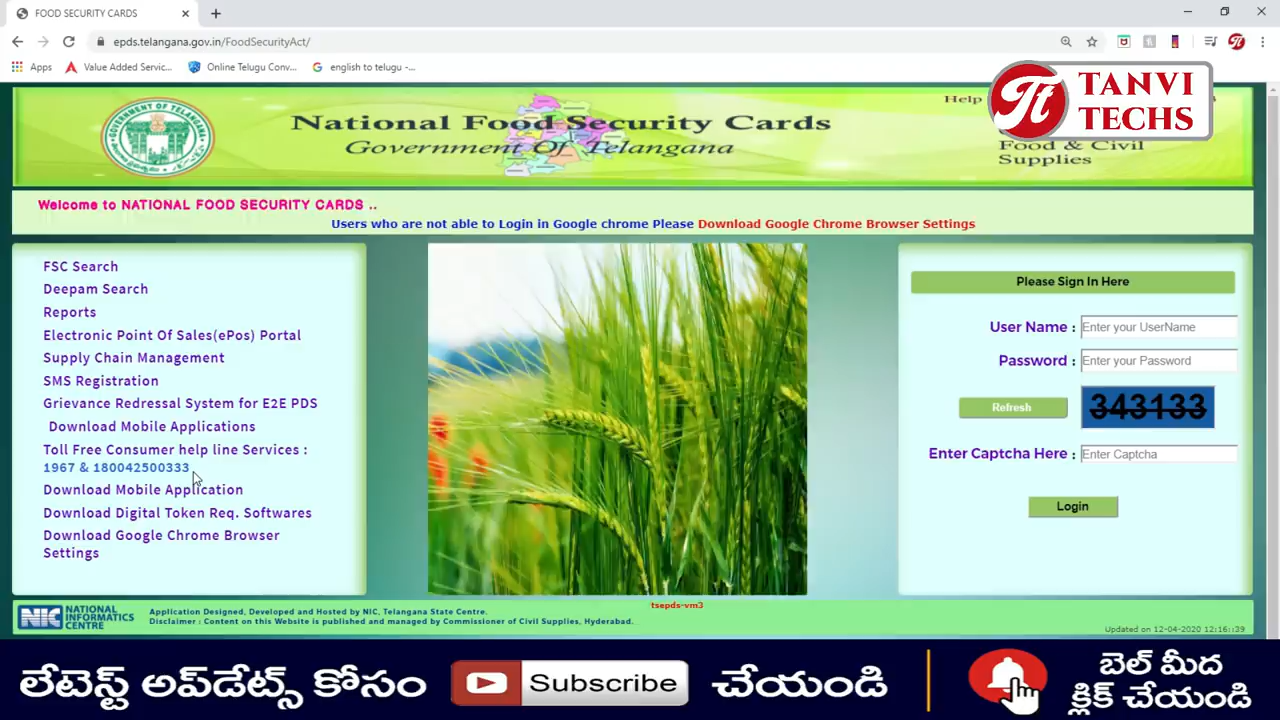 FOOD SECURITY CARDS
epds.telangana.gov.in/FoodSecurityAct/
Apps
Value Added Servic...
Online Telugu Conv...
english to telugu -...
National Food Security Cards
Government Of Telangana
Help
TANVI
TECHS
Food & Civil
Supplies
GOVERNMENT OF TELANGANA
Welcome to NATIONAL FOOD SECURITY CARDS ..
Users who are not able to Login in Google chrome Please Download Google Chrome Browser Settings
FSC Search
Deepam Search
Reports
Electronic Point Of Sales(ePos) Portal
Supply Chain Management
SMS Registration
Grievance Redressal System for E2E PDS
Download Mobile Applications
Toll Free Consumer help line Services :
1967 & 180042500333
Download Mobile Application
Download Digital Token Req. Softwares
Download Google Chrome Browser
Settings
Please Sign In Here
User Name :
Enter your UserName
Password :
Enter your Password
Refresh
343133
Enter Captcha Here :
Enter Captcha
Login
NIC NATIONAL
INFORMATICS
CENTRE
Application Designed, Developed and Hosted by NIC, Telangana State Centre.
Disclaimer : Content on this Website is published and managed by Commissioner of Civil Supplies, Hyderabad.
tsepds-vm3
Updated on 12-04-2020 12:16:39
లేటెస్ట్ అప్‌డేట్స్ కోసం
Subscribe
చేయండి
బెల్ మీద
క్లిక్ చేయండి